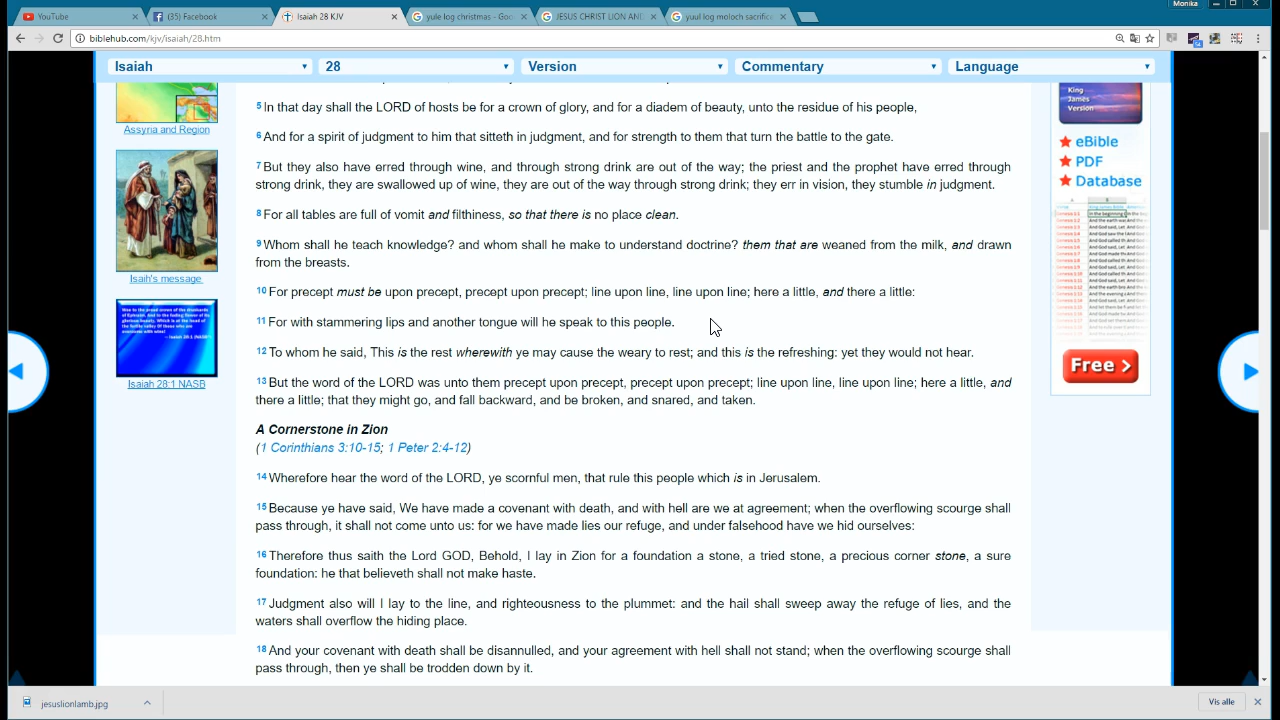 Monika
YouTube
(35) Facebook
Isaiah 28 KJV
yule log christmas - Goo
JESUS CHRIST LION AND
yuul log moloch sacrific
biblehub.com/kjv/isaiah/28.htm
Isaiah
28
Version
Commentary
Language
Assyria and Region
Isaih's message
Isaiah 28:1 NASB
5 In that day shall the LORD of hosts be for a crown of glory, and for a diadem of beauty, unto the residue of his people,
6 And for a spirit of judgment to him that sitteth in judgment, and for strength to them that turn the battle to the gate.
7 But they also have erred through wine, and through strong drink are out of the way; the priest and the prophet have erred through
strong drink, they are swallowed up of wine, they are out of the way through strong drink; they err in vision, they stumble in judgment.
8 For all tables are full of vomit and filthiness, so that there is no place clean.
9 Whom shall he teach knowledge? and whom shall he make to understand doctrine? them that are weaned from the milk, and drawn
from the breasts.
10 For precept must be upon precept, precept upon precept; line upon line, line upon line; here a little, and there a little:
11 For with stammering lips and another tongue will he speak to this people.
12 To whom he said, This is the rest wherewith ye may cause the weary to rest; and this is the refreshing: yet they would not hear.
13 But the word of the LORD was unto them precept upon precept, precept upon precept; line upon line, line upon line; here a little, and
there a little; that they might go, and fall backward, and be broken, and snared, and taken.
A Cornerstone in Zion
(1 Corinthians 3:10-15; 1 Peter 2:4-12)
14 Wherefore hear the word of the LORD, ye scornful men, that rule this people which is in Jerusalem.
15 Because ye have said, We have made a covenant with death, and with hell are we at agreement; when the overflowing scourge shall
pass through, it shall not come unto us: for we have made lies our refuge, and under falsehood have we hid ourselves:
16 Therefore thus saith the Lord GOD, Behold, I lay in Zion for a foundation a stone, a tried stone, a precious corner stone, a sure
foundation: he that believeth shall not make haste.
17 Judgment also will I lay to the line, and righteousness to the plummet: and the hail shall sweep away the refuge of lies, and the
waters shall overflow the hiding place.
18 And your covenant with death shall be disannulled, and your agreement with hell shall not stand; when the overflowing scourge shall
pass through, then ye shall be trodden down by it.
King
James
Version
eBible
PDF
Database
Free >
jesuslionlamb.jpg
Vis alle